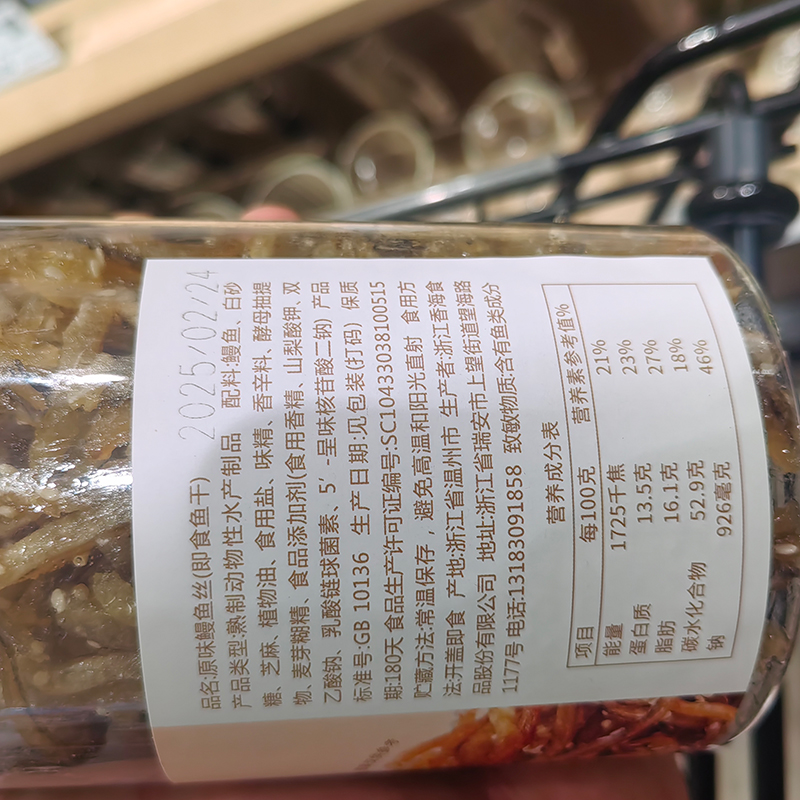 2025/02/24
品名:原味鳗鱼丝(即食鱼干)
产品类型:熟制动物性水产制品 配料:鳗鱼、白砂
糖、芝麻、植物油、食用盐、味精、香辛料、酵母抽提
物、麦芽糊精、食品添加剂(食用香精、山梨酸钾、双
乙酸钠、乳酸链球菌素、5'-呈味核苷酸二钠) 产品
标准号:GB 10136 生产日期:见包装(打码) 保质
期:180天 食品生产许可证编号:SC10433038100515
贮藏方法:常温保存，避免高温和阳光直射 食用方
法:开盖即食 产地:浙江省温州市 生产者:浙江香海食
品股份有限公司 地址:浙江省瑞安市上望街道望海路
1177号 电话:13183091858 致敏物质:含有鱼类成分
营养成分表
项目 每100克 营养素参考值%
能量 1725千焦 21%
蛋白质 13.5克 23%
脂肪 16.1克 27%
碳水化合物 52.9克 18%
钠 926毫克 46%